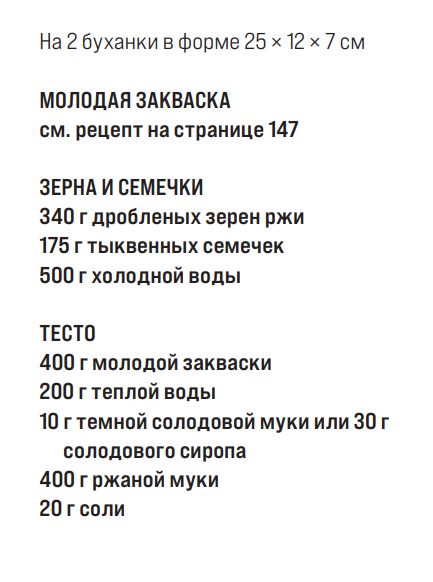 На 2 буханки в форме 25 × 12 × 7 см
МОЛОДАЯ ЗАКВАСКА
см. рецепт на странице 147
ЗЕРНА И СЕМЕЧКИ
340 г дробленых зерен ржи
175 г тыквенных семечек
500 г холодной воды
ТЕСТО
400 г молодой закваски
200 г теплой воды
10 г темной солодовой муки или 30 г
солодового сиропа
400 г ржаной муки
20 г соли